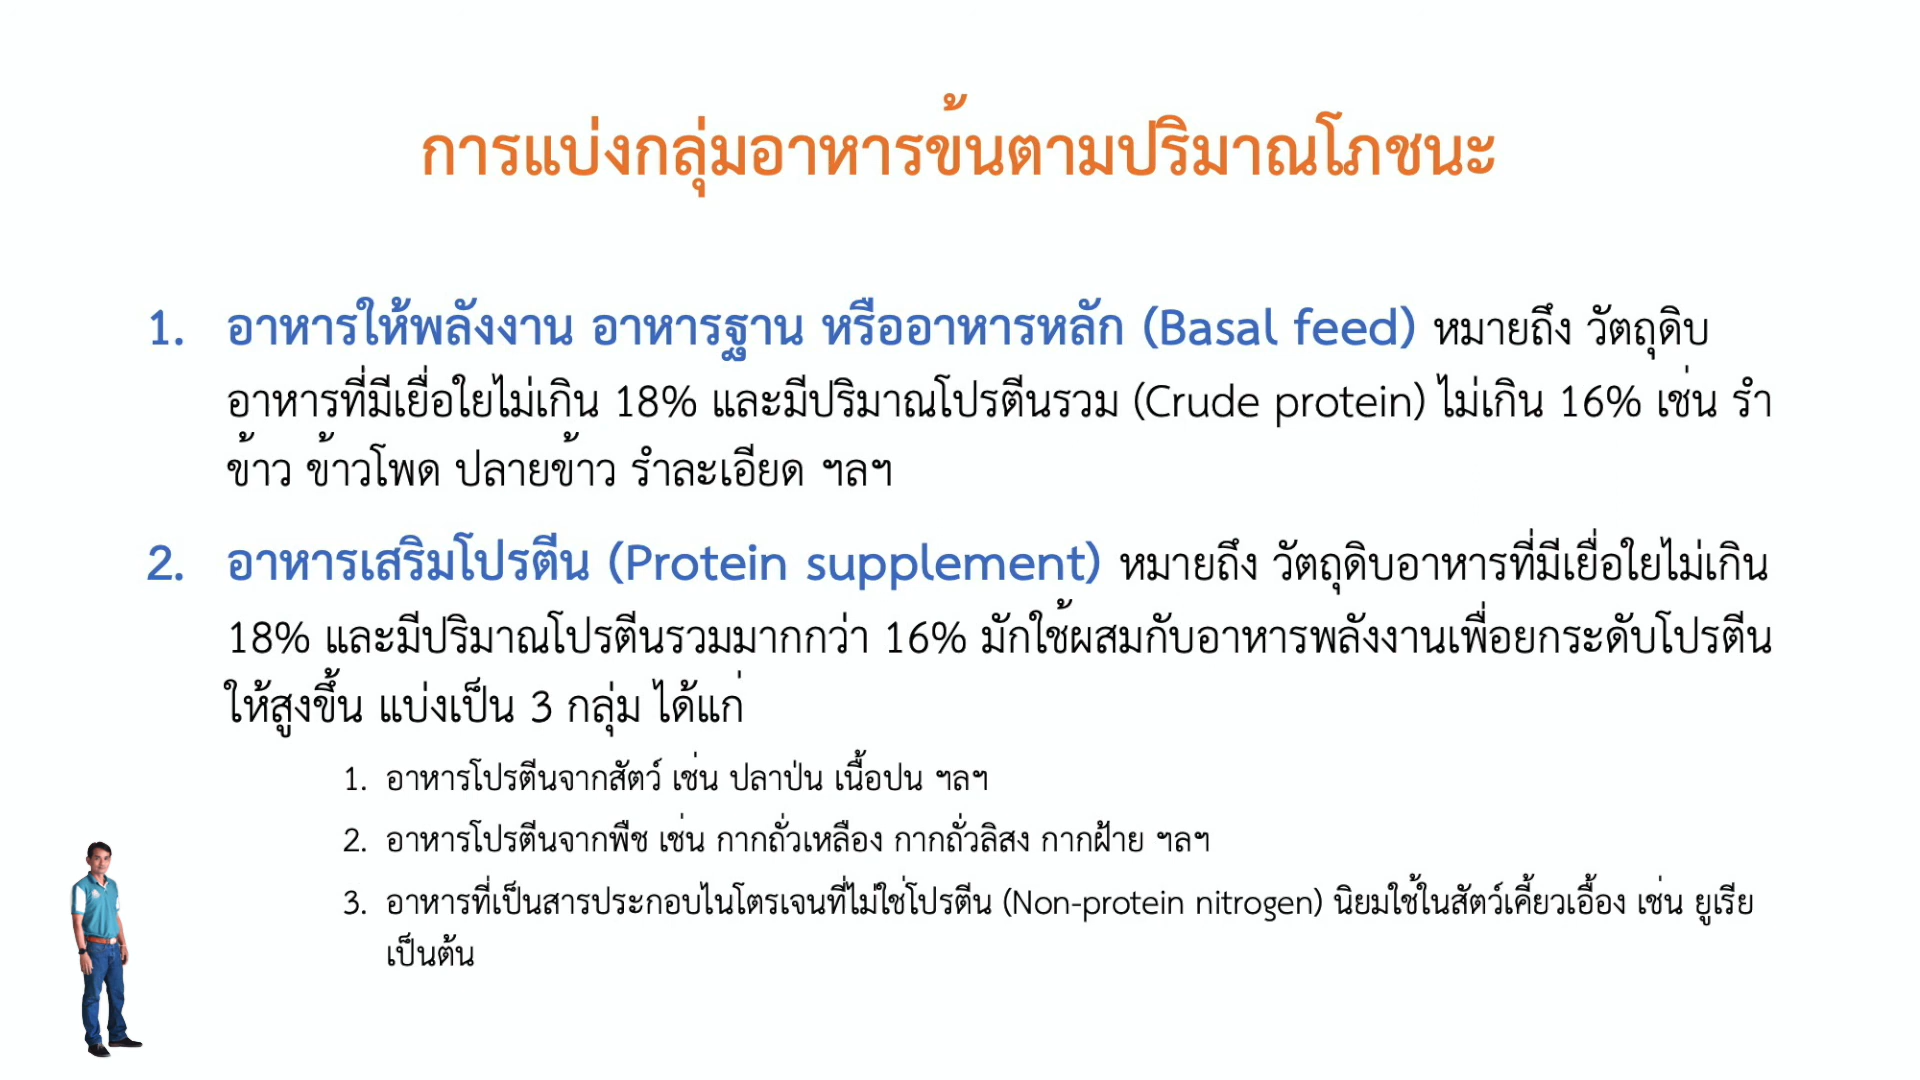 การแบ่งกลุ่มอาหารข้นตามปริมาณโภชนะ
1. อาหารให้พลังงาน อาหารฐาน หรืออาหารหลัก (Basal feed) หมายถึง วัตถุดิบ
อาหารที่มีเยื่อใยไม่เกิน 18% และมีปริมาณโปรตีนรวม (Crude protein) ไม่เกิน 16% เช่น รำ
ข้าว ข้าวโพด ปลายข้าว รำละเอียด ฯลฯ
2. อาหารเสริมโปรตีน (Protein supplement) หมายถึง วัตถุดิบอาหารที่มีเยื่อใยไม่เกิน
18% และมีปริมาณโปรตีนรวมมากกว่า 16% มักใช้ผสมกับอาหารพลังงานเพื่อยกระดับโปรตีน
ให้สูงขึ้น แบ่งเป็น 3 กลุ่ม ได้แก่
1. อาหารโปรตีนจากสัตว์ เช่น ปลาป่น เนื้อปน ฯลฯ
2. อาหารโปรตีนจากพืช เช่น กากถั่วเหลือง กากถั่วลิสง กากฝ้าย ฯลฯ
3. อาหารที่เป็นสารประกอบไนโตรเจนที่ไม่ใช่โปรตีน (Non-protein nitrogen) นิยมใช้ในสัตว์เคี้ยวเอื้อง เช่น ยูเรีย
เป็นต้น